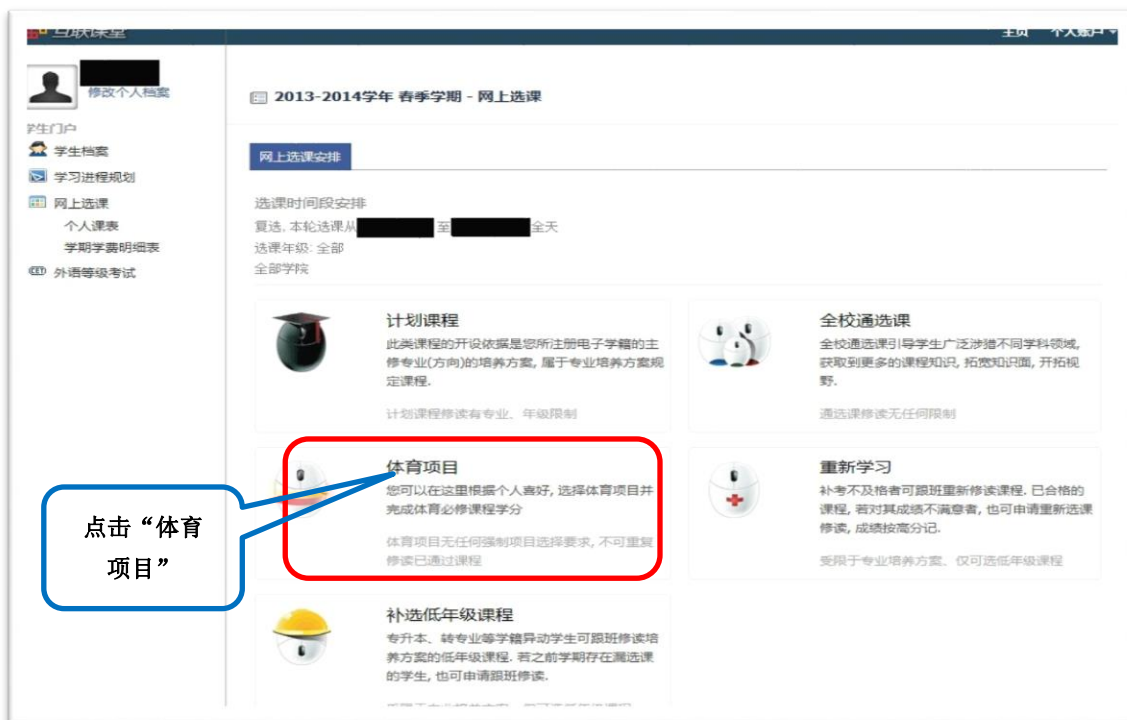 互联课堂
主页 个人账户
修改个人档案
2013-2014学年 春季学期 - 网上选课
学生门户
学生档案
学习进程规划
网上选课
个人课表
学期学费明细表
CET 外语等级考试
网上选课安排
选课时间段安排
复选, 本轮选课从 至 全天
选课年级: 全部
全部学院
计划课程
此类课程的开设依据是您所注册电子学籍的主
修专业(方向)的培养方案, 属于专业培养方案规
定课程.
计划课程修读有专业、年级限制
全校通选课
全校通选课引导学生广泛涉猎不同学科领域,
获取到更多的课程知识, 拓宽知识面, 开拓视
野.
通选课修读无任何限制
体育项目
您可以在这里根据个人喜好, 选择体育项目并
完成体育必修课程学分
体育项目无任何强制项目选择要求, 不可重复
修读已通过课程
重新学习
补考不及格者可跟班重新修读课程. 已合格的
课程, 若对其成绩不满意者, 也可申请重新选课
修读, 成绩按高分记.
受限于专业培养方案、仅可选低年级课程
点击“体育
项目”
补选低年级课程
专升本、转专业等学籍异动学生可跟班修读培
养方案的低年级课程. 若之前学期存在漏选课
的学生, 也可申请跟班修读.